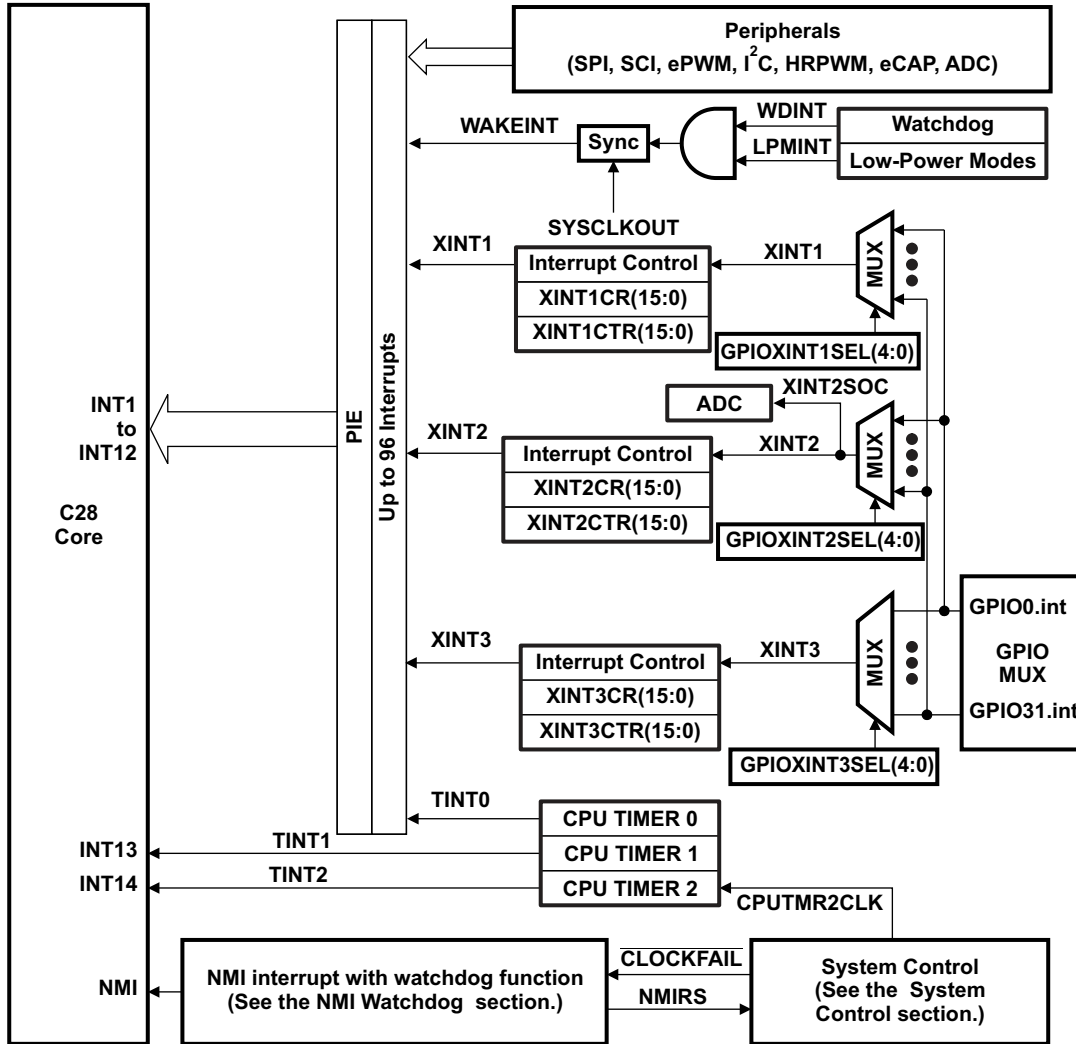 Peripherals
(SPI, SCI, ePWM, I2C, HRPWM, eCAP, ADC)
WDINT
Watchdog
WAKEINT
Sync
LPMINT
Low-Power Modes
SYSCLKOUT
XINT1
Interrupt Control
XINT1CR(15:0)
XINT1CTR(15:0)
XINT1
MUX
GPIOXINT1SEL(4:0)
XINT2SOC
ADC
INT1
to
INT12
PIE
Up to 96 Interrupts
XINT2
Interrupt Control
XINT2CR(15:0)
XINT2CTR(15:0)
XINT2
MUX
GPIOXINT2SEL(4:0)
C28
Core
GPIO0.int
GPIO
MUX
GPIO31.int
XINT3
Interrupt Control
XINT3CR(15:0)
XINT3CTR(15:0)
XINT3
MUX
GPIOXINT3SEL(4:0)
TINT0
CPU TIMER 0
INT13
TINT1
CPU TIMER 1
INT14
TINT2
CPU TIMER 2
CPUTMR2CLK
NMI
NMI interrupt with watchdog function
(See the NMI Watchdog section.)
CLOCKFAIL
NMIRS
System Control
(See the System
Control section.)